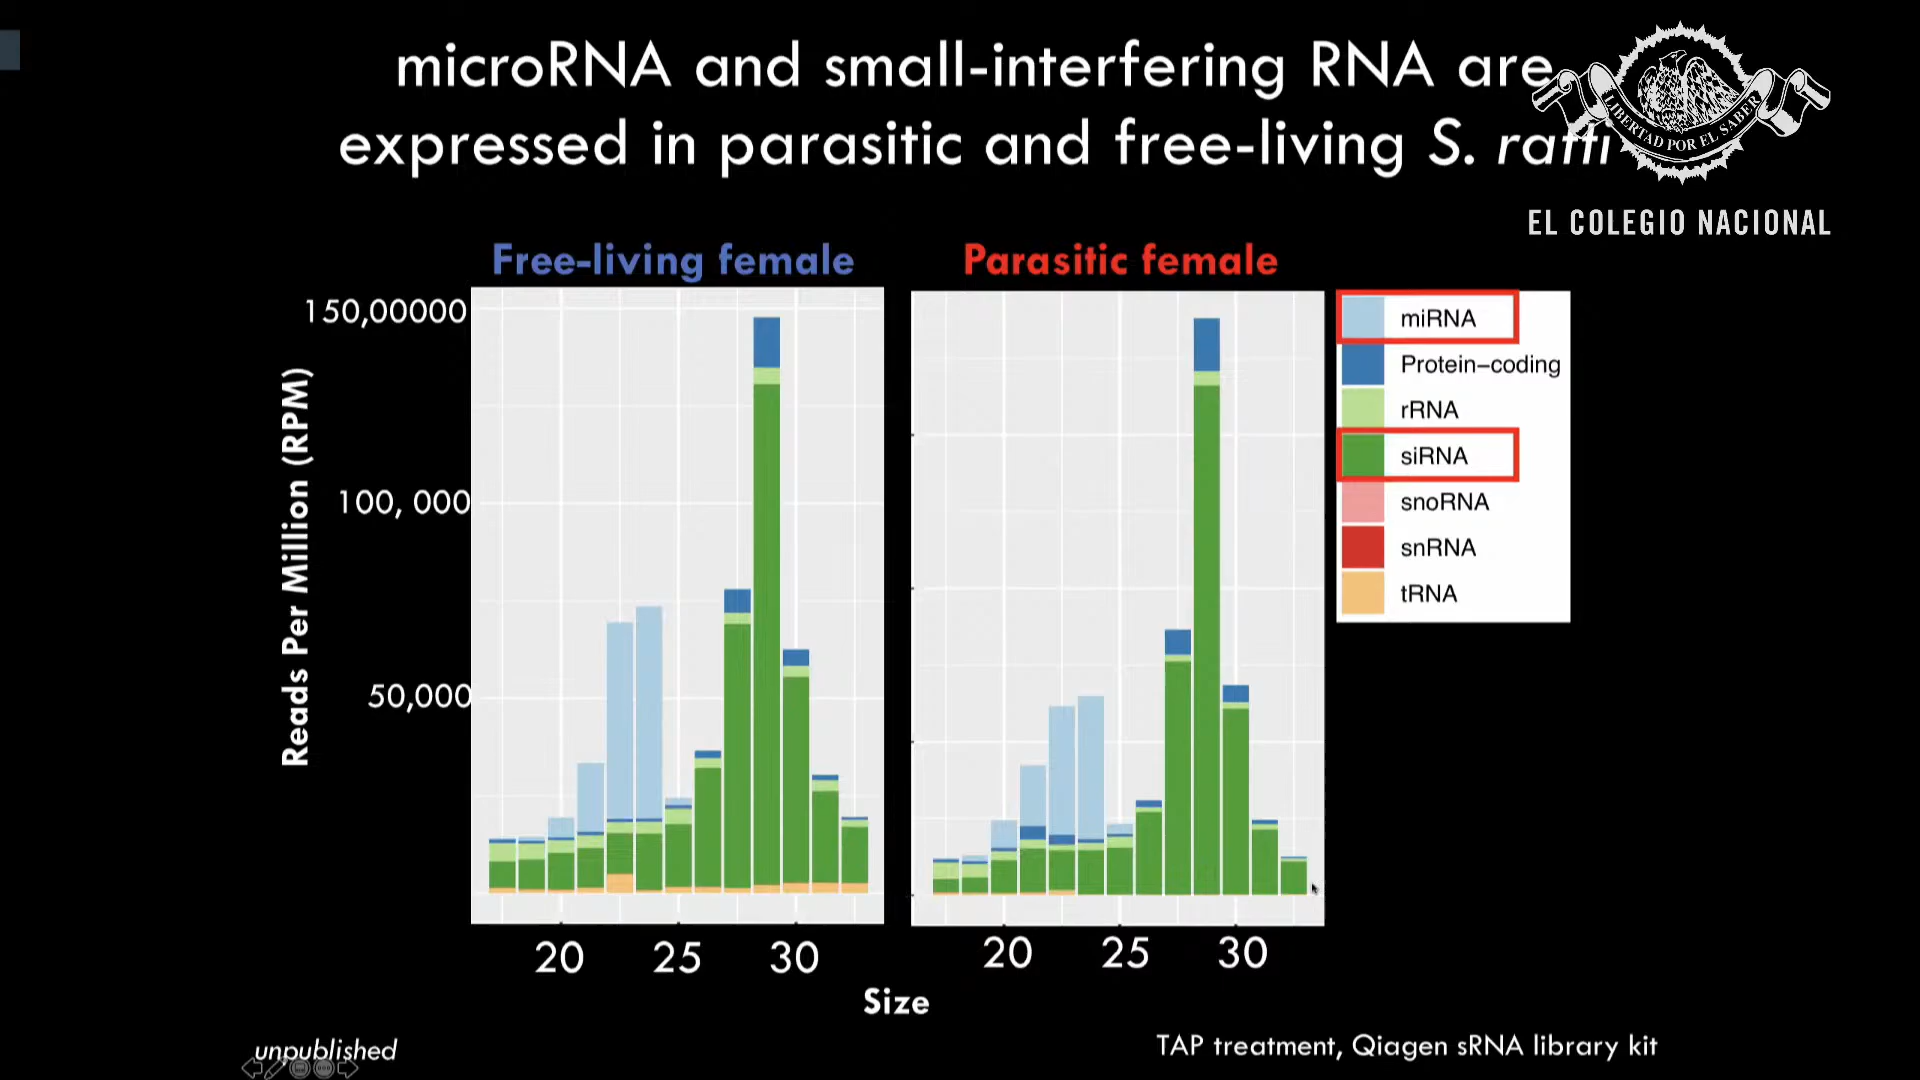 microRNA and small-interfering RNA are
expressed in parasitic and free-living S. ratti
LIBERTAD POR EL SABER
EL COLEGIO NACIONAL
Free-living female
Parasitic female
150,00000
100, 000
50,000
Reads Per Million (RPM)
miRNA
Protein–coding
rRNA
siRNA
snoRNA
snRNA
tRNA
20 25 30
20 25 30
Size
unpublished
TAP treatment, Qiagen sRNA library kit